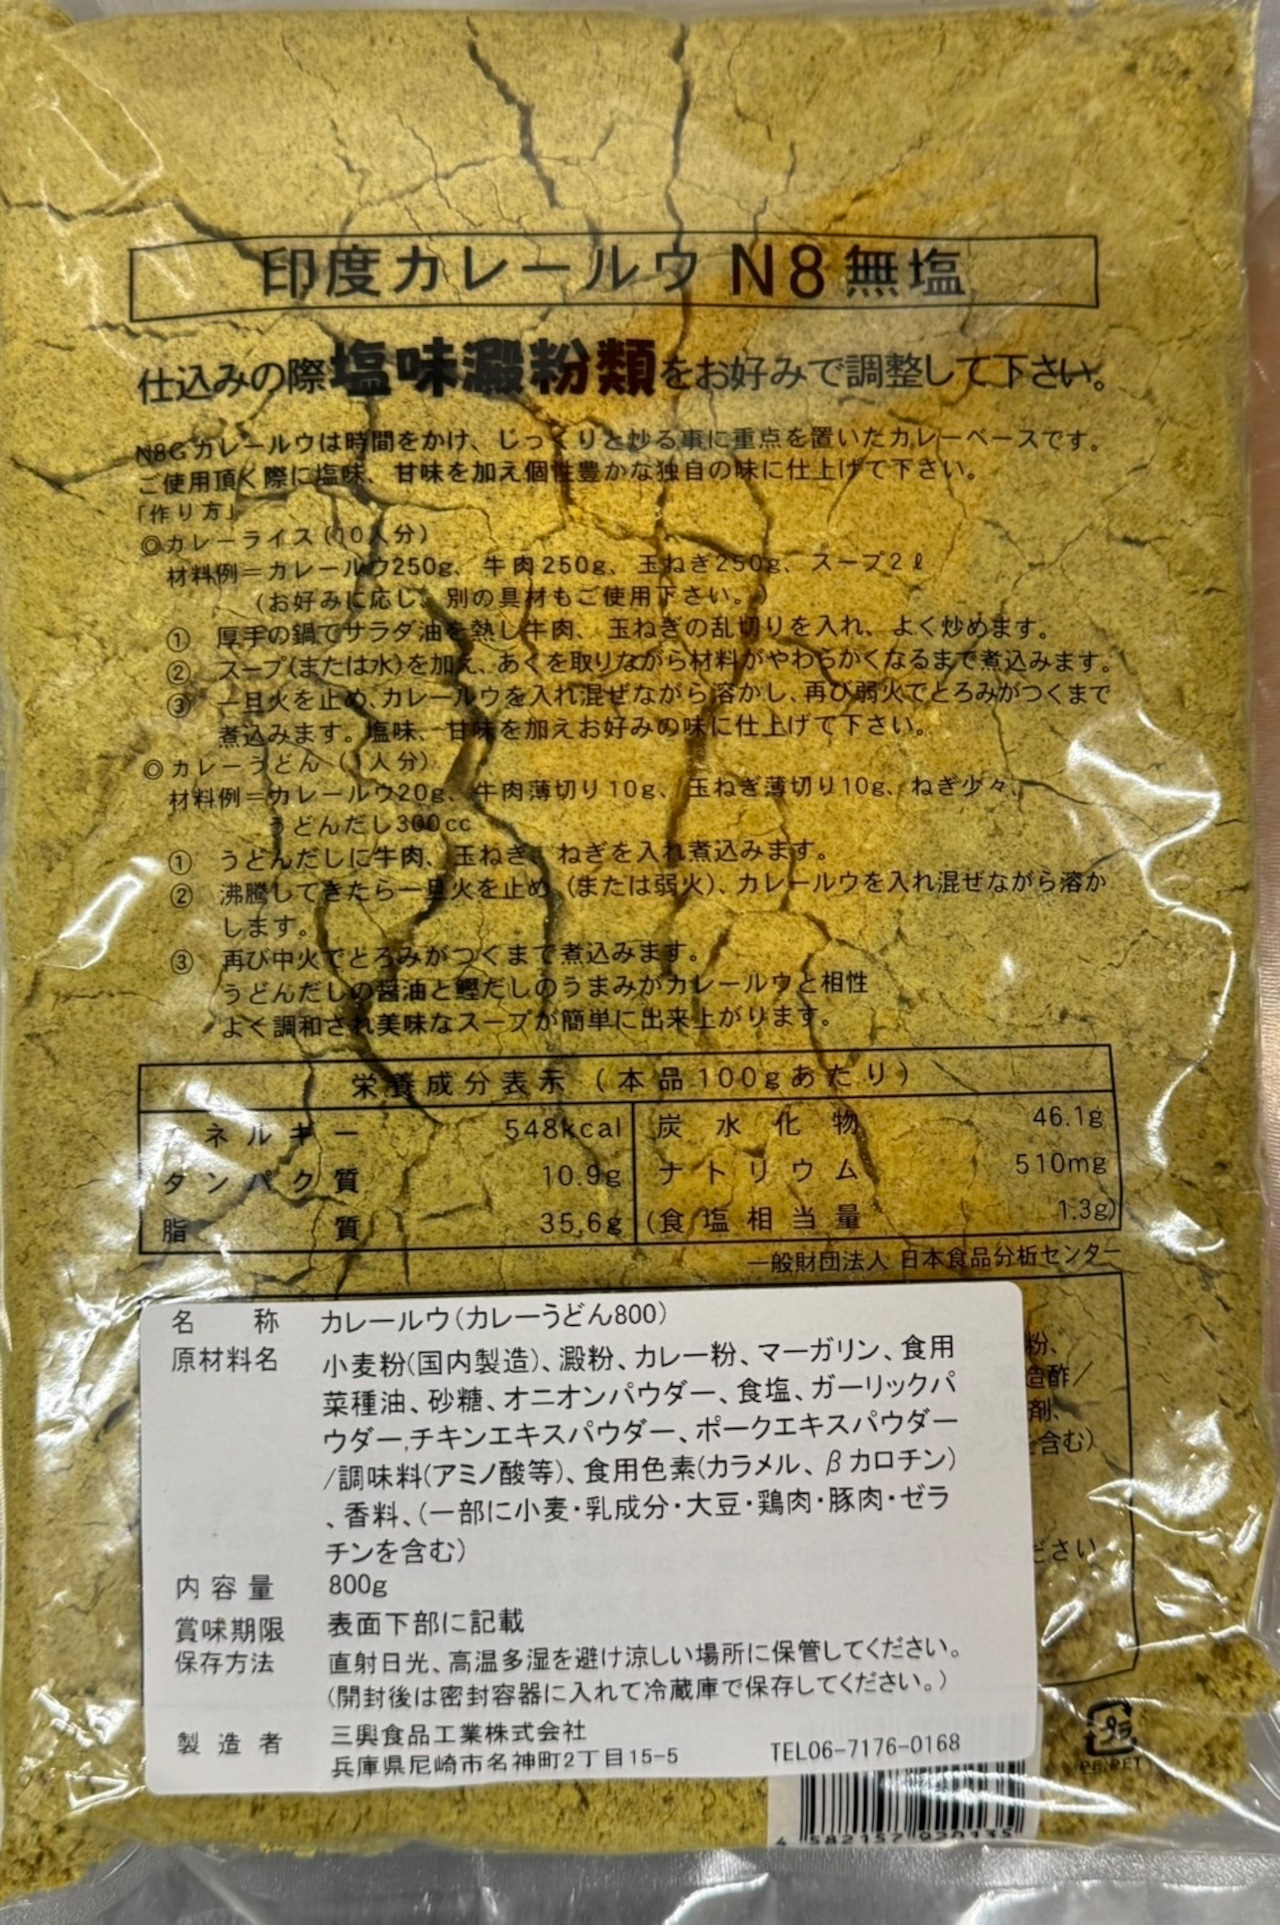 印度カレールウ N8無塩
仕込みの際塩味澱粉類をお好みで調整して下さい。
N8Gカレールウは時間をかけ、じっくりと炒る事に重点を置いたカレーベースです。
ご使用頂く際に塩味、甘味を加え個性豊かな独自の味に仕上げて下さい。
「作り方」
◎カレーライス(10人分)
材料例=カレールウ250g、牛肉250g、玉ねぎ250g、スープ2ℓ
(お好みに応じ、別の具材もご使用下さい。)
① 厚手の鍋でサラダ油を熱し牛肉、玉ねぎの乱切りを入れ、よく炒めます。
② スープ(または水)を加え、あくを取りながら材料がやわらかくなるまで煮込みます。
③ 一旦火を止め、カレールウを入れ混ぜながら溶かし、再び弱火でとろみがつくまで
煮込みます。塩味、甘味を加えお好みの味に仕上げて下さい。
◎カレーうどん(1人分)
材料例=カレールウ20g、牛肉薄切り10g、玉ねぎ薄切り10g、ねぎ少々、
うどんだし300cc
① うどんだしに牛肉、玉ねぎ、ねぎを入れ煮込みます。
② 沸騰してきたら一旦火を止め、(または弱火)、カレールウを入れ混ぜながら溶か
します。
③ 再び中火でとろみがつくまで煮込みます。
うどんだしの醤油と鰹だしのうまみがカレールウと相性
よく調和され美味なスープが簡単に出来上がります。
栄養成分表示(本品100gあたり)
エネルギー 548kcal 炭水化物 46.1g
タンパク質 10.9g ナトリウム 510mg
脂質 35.6g (食塩相当量 1.3g)
一般財団法人 日本食品分析センター
名称 カレールウ(カレーうどん800)
原材料名 小麦粉(国内製造)、澱粉、カレー粉、マーガリン、食用
菜種油、砂糖、オニオンパウダー、食塩、ガーリックパ
ウダー,チキンエキスパウダー、ポークエキスパウダー
/調味料(アミノ酸等)、食用色素(カラメル、βカロチン)
、香料、(一部に小麦・乳成分・大豆・鶏肉・豚肉・ゼラ
チンを含む)
粉、
造酢/
剤、
含む)
ださい
内容量 800g
賞味期限 表面下部に記載
保存方法 直射日光、高温多湿を避け涼しい場所に保管してください。
(開封後は密封容器に入れて冷蔵庫で保存してください。)
製造者 三興食品工業株式会社
兵庫県尼崎市名神町2丁目15-5 TEL06-7176-0168
プラ
PE.PET